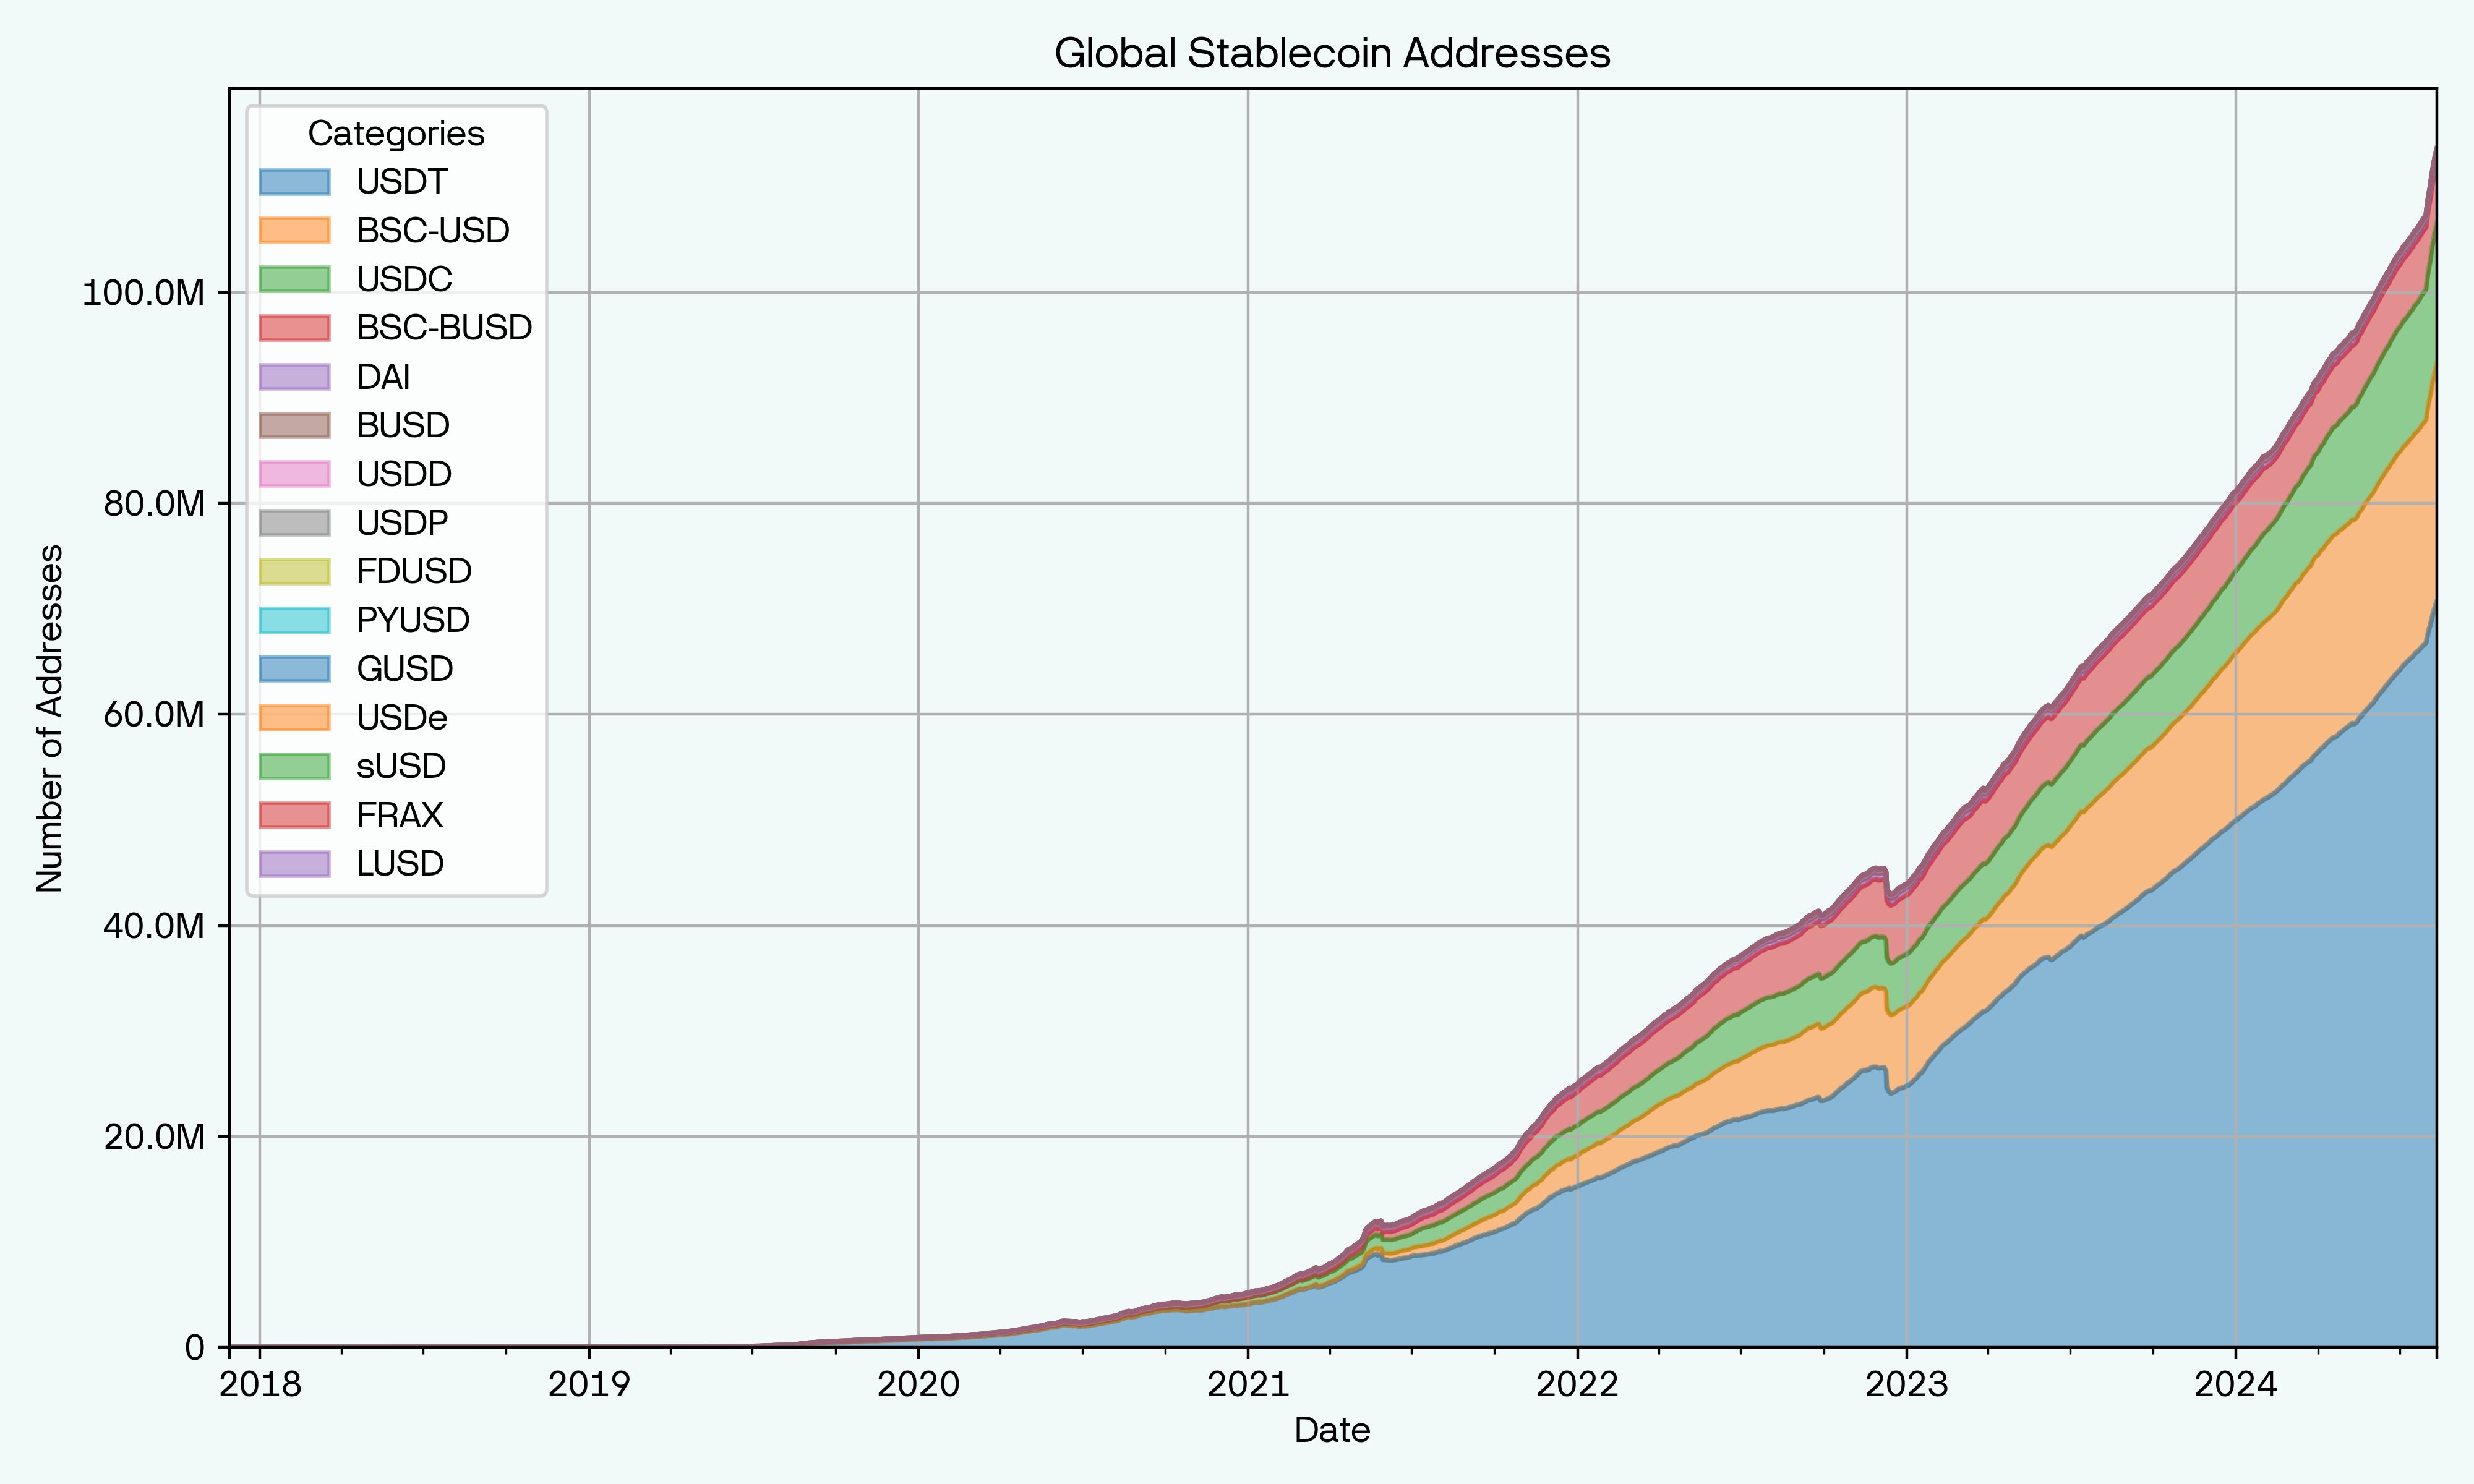 Global Stablecoin Addresses
Categories
USDT
BSC-USD
USDC
BSC-BUSD
DAI
BUSD
USDD
USDP
FDUSD
PYUSD
GUSD
USDe
sUSD
FRAX
LUSD
Number of Addresses
100.0M
80.0M
60.0M
40.0M
20.0M
0
2018 2019 2020 2021 2022 2023 2024
Date